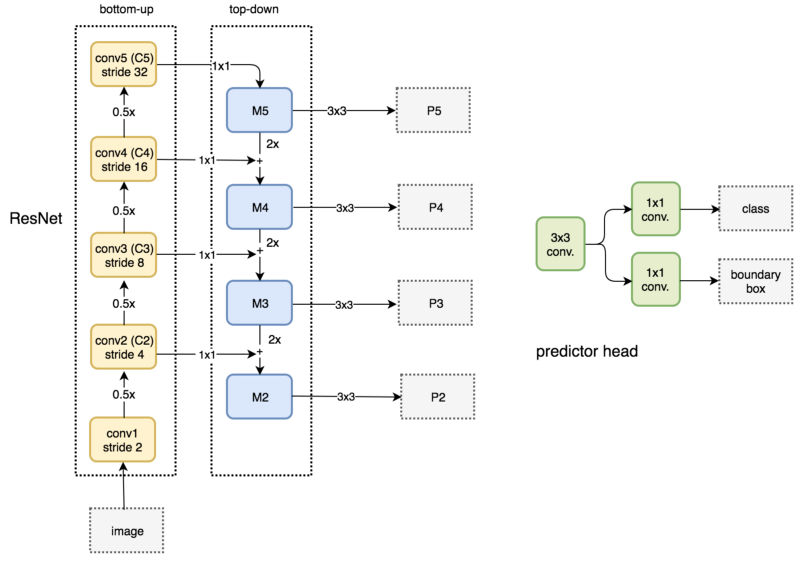 bottom-up
top-down
conv5 (C5)
stride 32
1x1
M5
3x3
P5
0.5x
2x
conv4 (C4)
stride 16
1x1
+
M4
3x3
P4
0.5x
2x
ResNet
conv3 (C3)
stride 8
1x1
+
M3
3x3
P3
0.5x
2x
conv2 (C2)
stride 4
1x1
+
M2
3x3
P2
0.5x
conv1
stride 2
image
3x3
conv.
1x1
conv.
class
1x1
conv.
boundary
box
predictor head